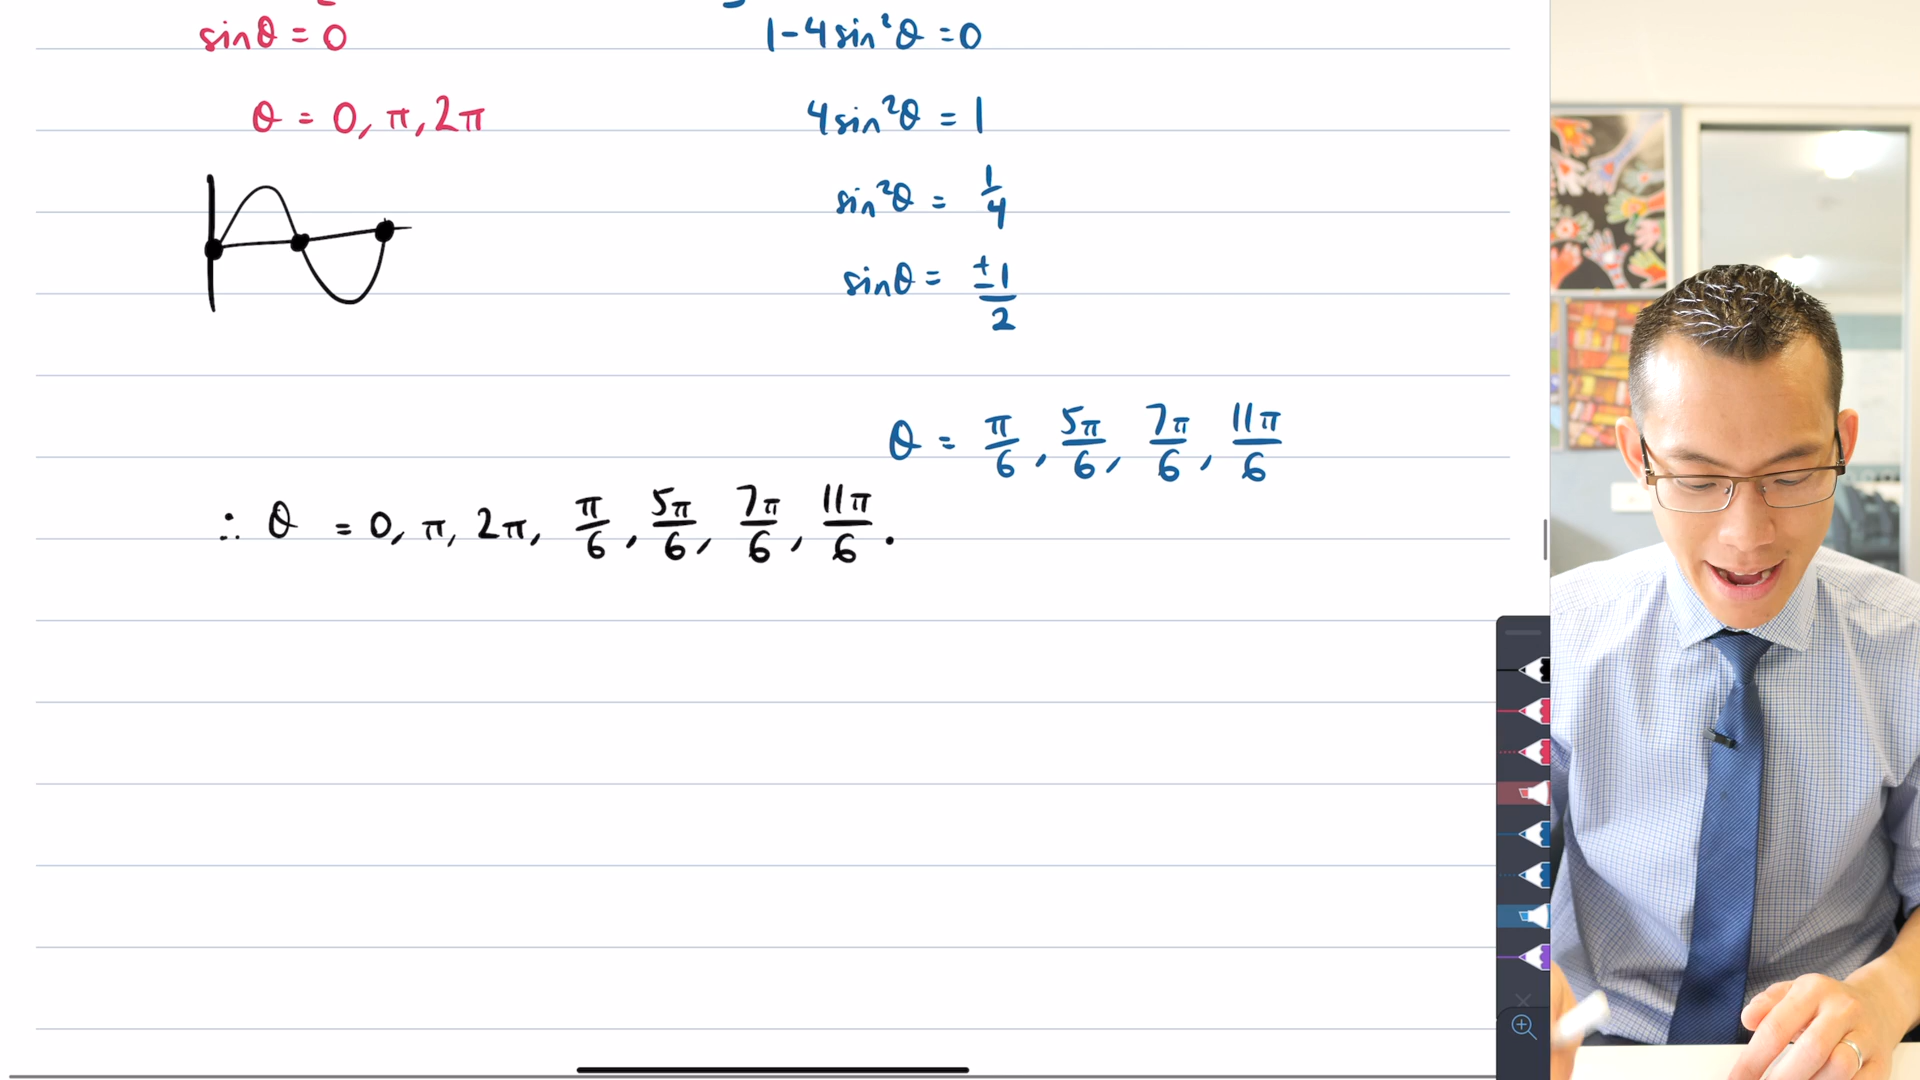 sinθ = 0
θ = 0, π, 2π
1-4sin²θ = 0
4sin²θ = 1
sin²θ = 1/4
sinθ = ±1/2
θ = π/6, 5π/6, 7π/6, 11π/6
∴ θ = 0, π, 2π, π/6, 5π/6, 7π/6, 11π/6.